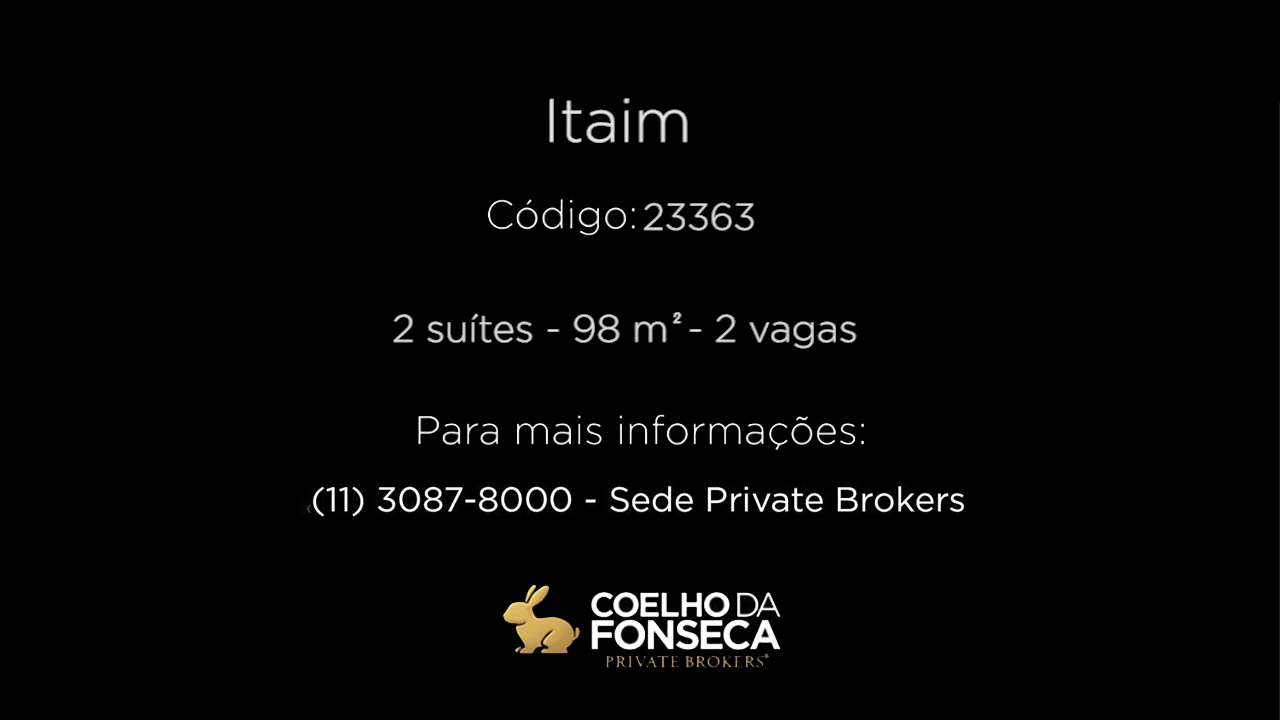 Itaim
Código: 23363
2 suítes - 98 m² - 2 vagas
Para mais informações:
(11) 3087-8000 - Sede Private Brokers
COELHO DA
FONSECA
PRIVATE BROKERS®